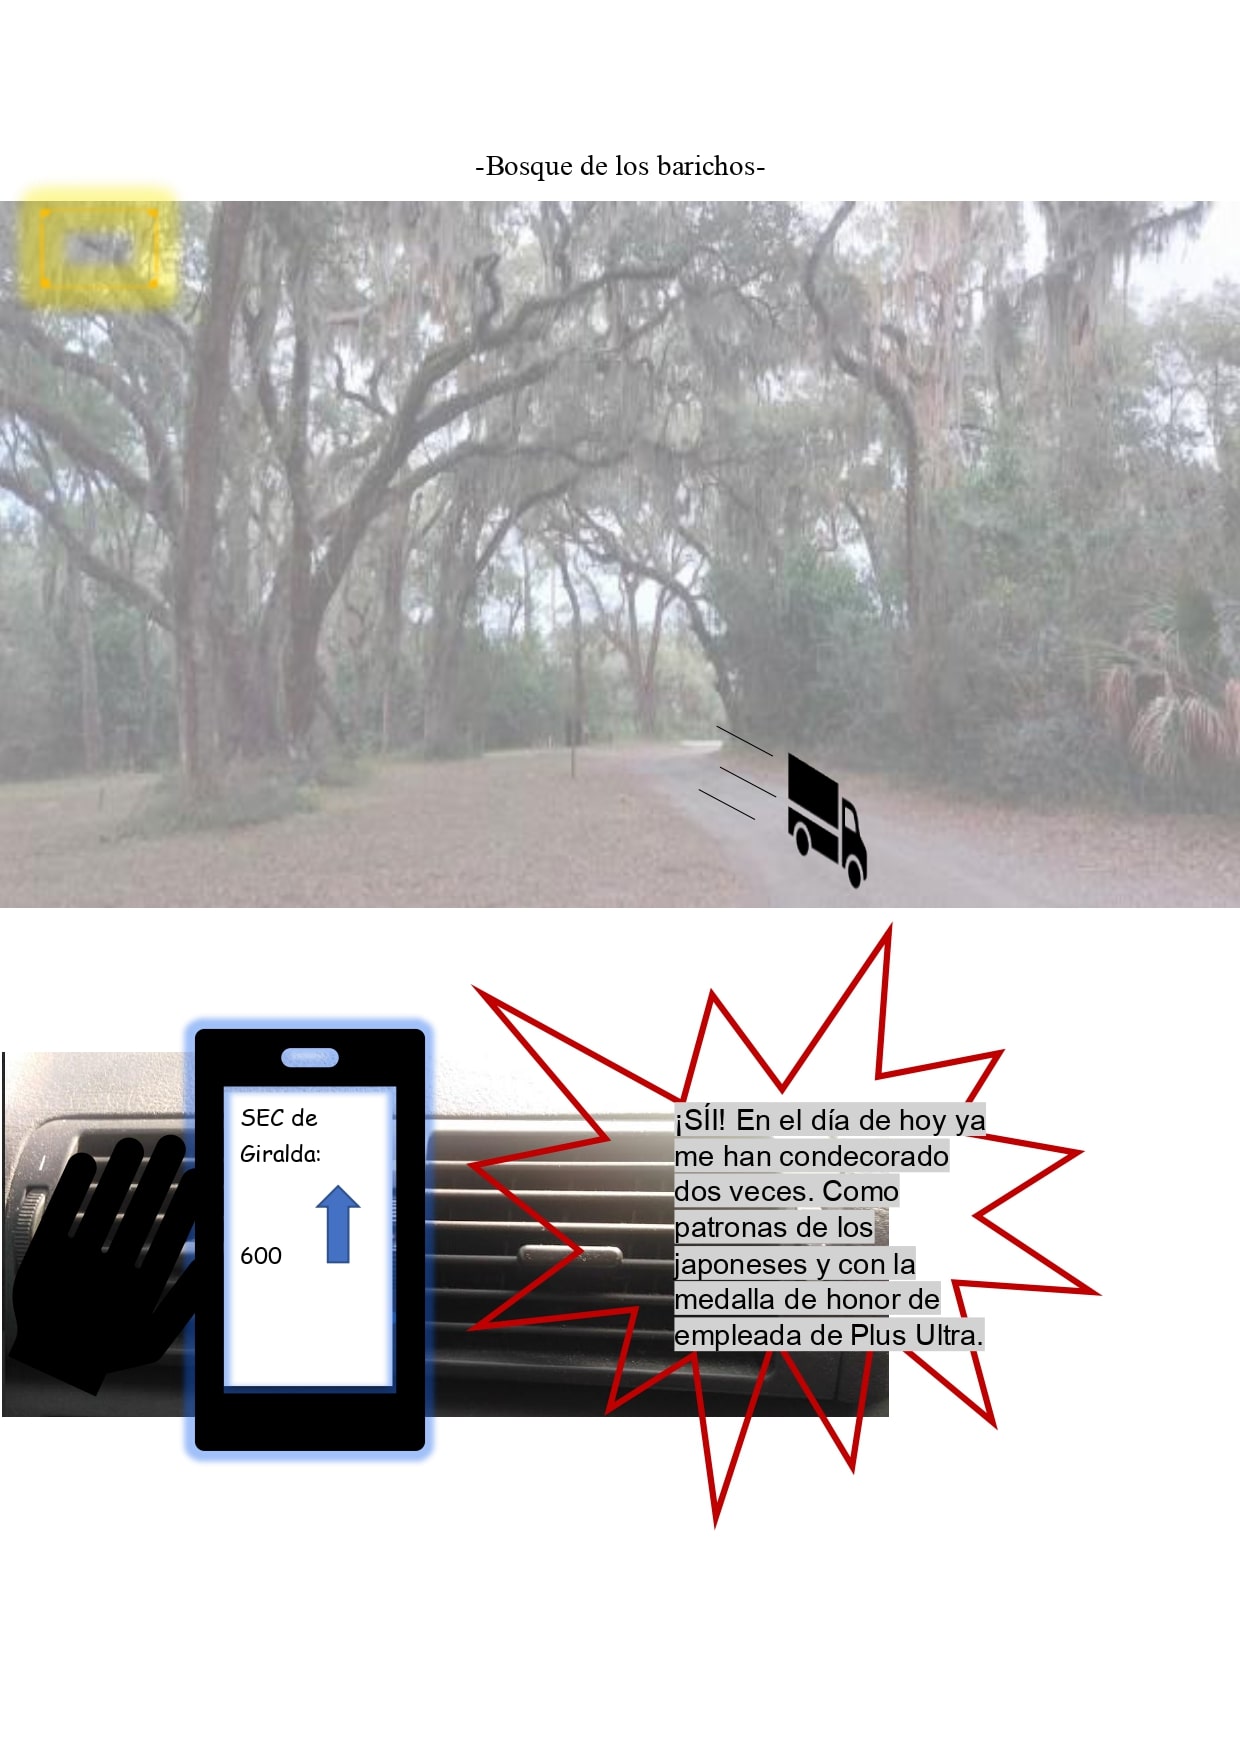 -Bosque de los barichos-
SEC de
Giralda:
600
¡SÍI! En el día de hoy ya
me han condecorado
dos veces. Como
patronas de los
japoneses y con la
medalla de honor de
empleada de Plus Ultra.